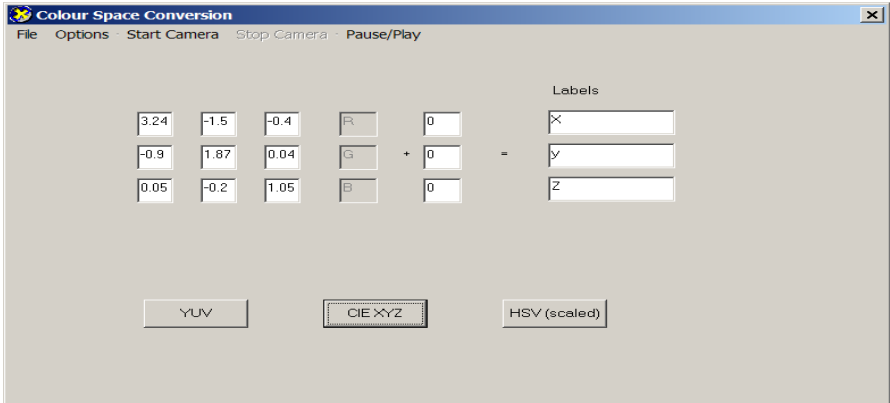 Colour Space Conversion
File Options Start Camera Stop Camera Pause/Play
Labels
3.24 -1.5 -0.4 R 0 X
-0.9 1.87 0.04 G + 0 = y
0.05 -0.2 1.05 B 0 Z
YUV CIE XYZ HSV (scaled)